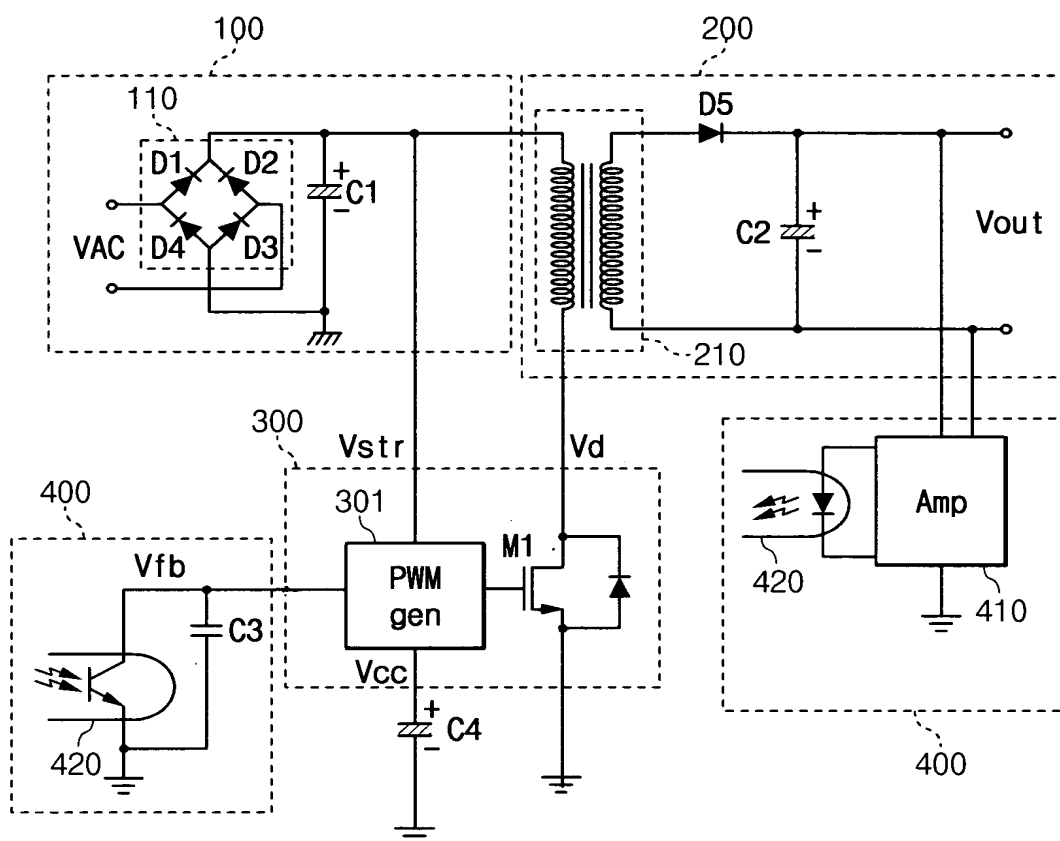 100
200
110
D5
D1
D2
+
C1
-
+
C2
-
Vout
VAC
D4
D3
210
300
Vstr
Vd
400
301
Amp
Vfb
M1
PWM
gen
420
410
C3
Vcc
+
C4
-
420
400